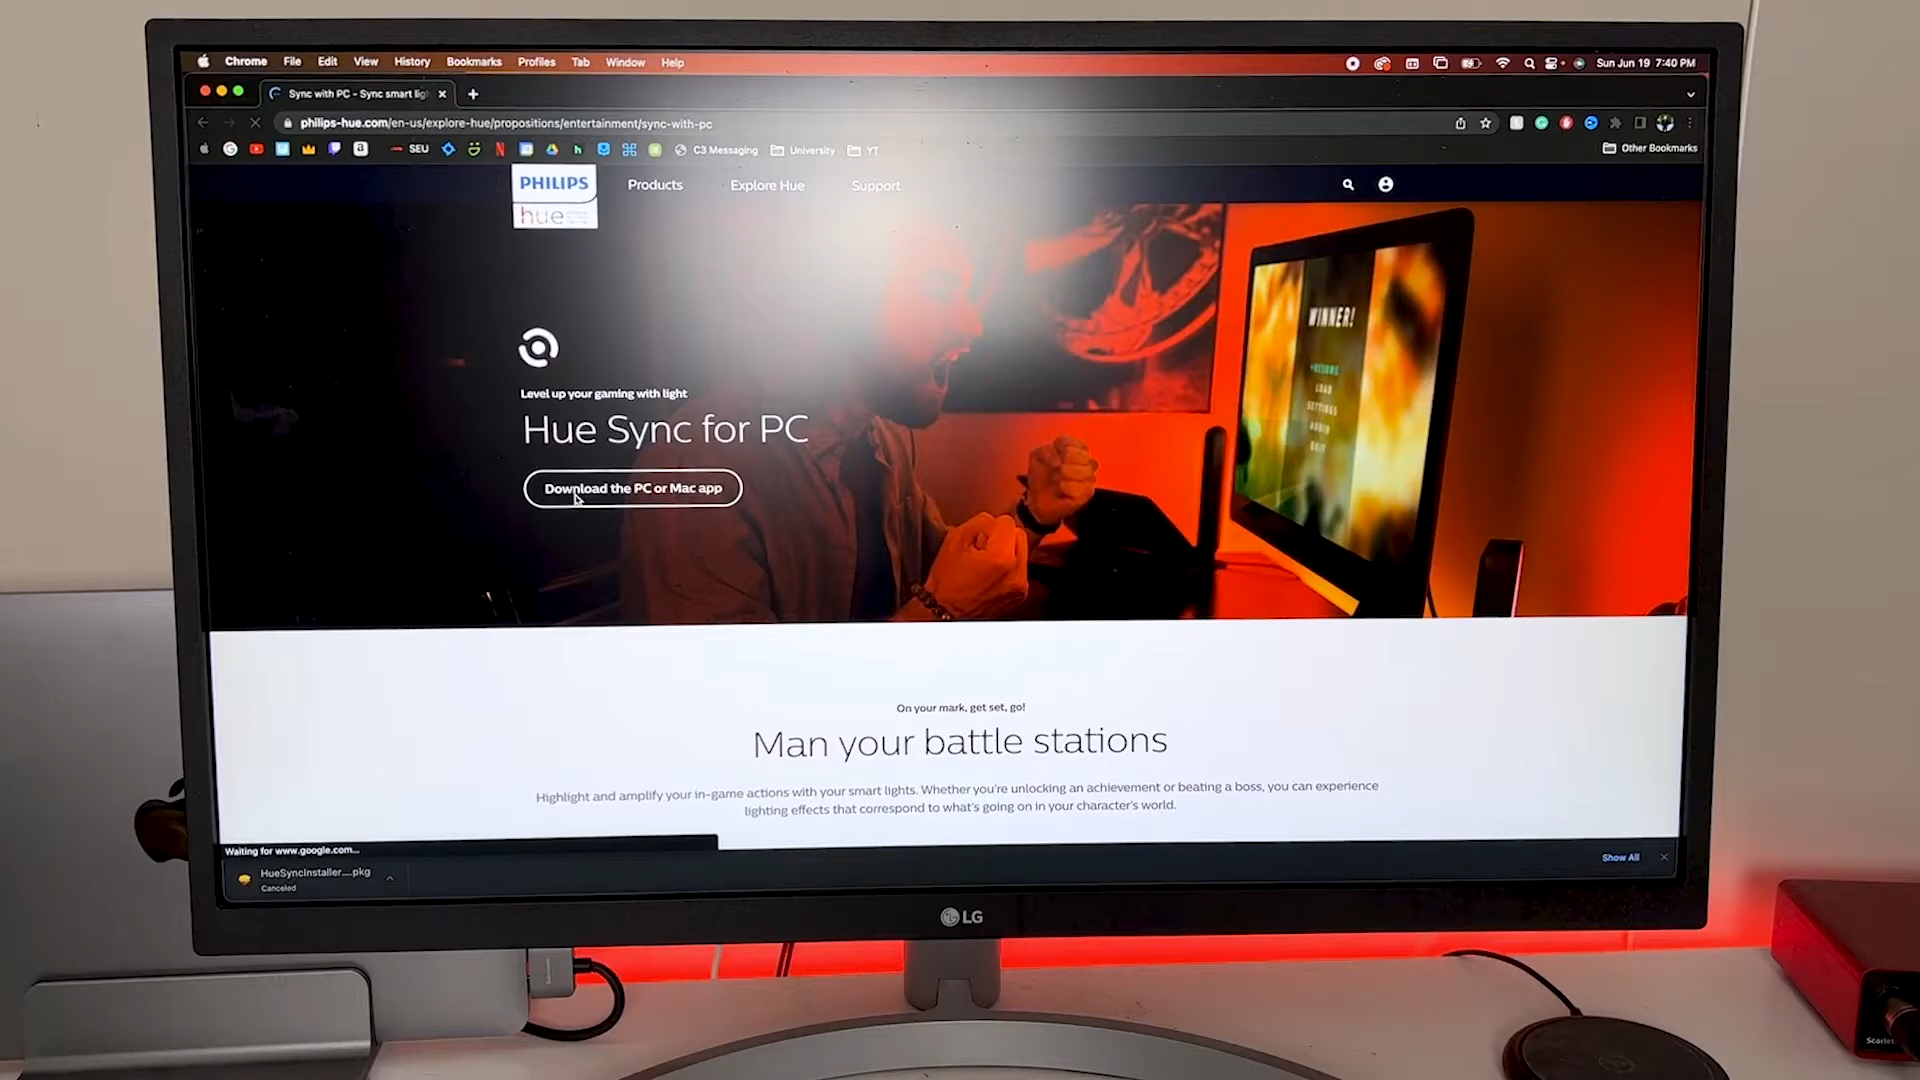 Chrome File Edit View History Bookmarks Profiles Tab Window Help
Sun Jun 19 7:40 PM
Sync with PC - Sync smart lig
philips-hue.com/en-us/explore-hue/propositions/entertainment/sync-with-pc
SEU
C3 Messaging
University
YT
Other Bookmarks
PHILIPS
hue
Products
Explore Hue
Support
WINNER!
LOAD
SETTINGS
AUDIO
QUIT
Level up your gaming with light
Hue Sync for PC
Download the PC or Mac app
On your mark, get set, go!
Man your battle stations
Highlight and amplify your in-game actions with your smart lights. Whether you're unlocking an achievement or beating a boss, you can experience
lighting effects that correspond to what's going on in your character's world.
Waiting for www.google.com...
HueSyncInstaller....pkg
Canceled
Show All
LG
Scarlet